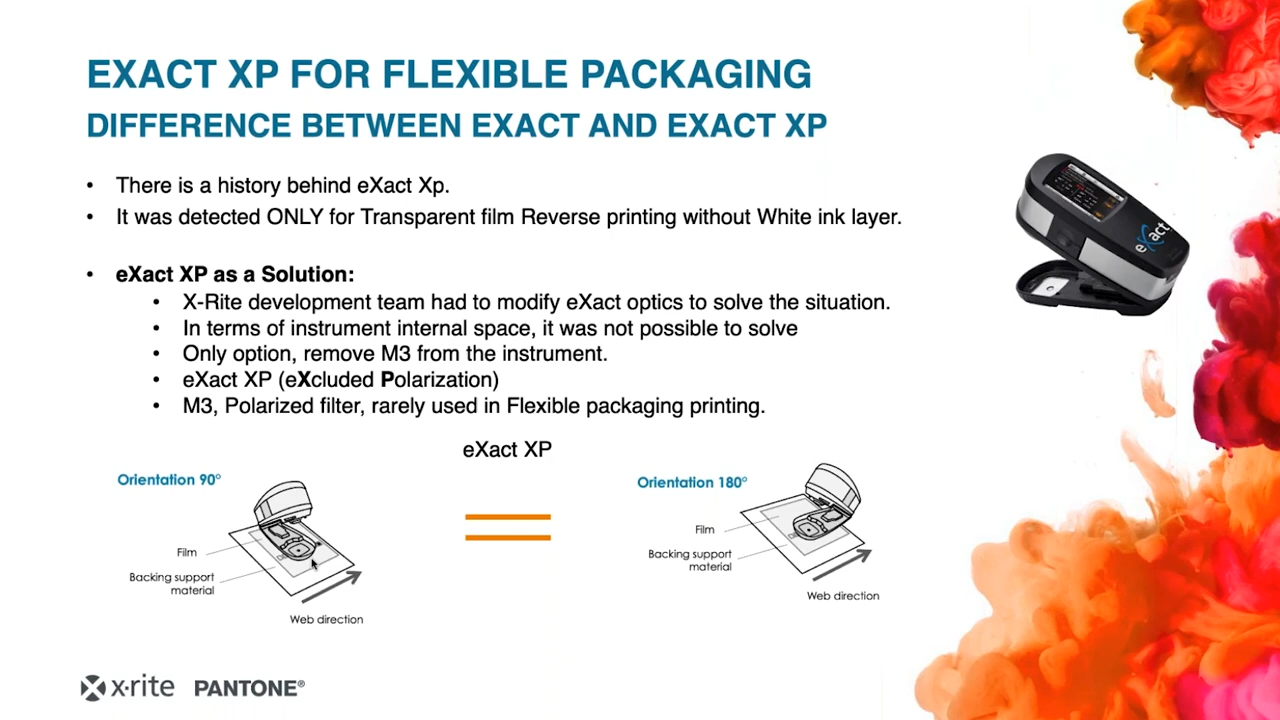 EXACT XP FOR FLEXIBLE PACKAGING
DIFFERENCE BETWEEN EXACT AND EXACT XP
• There is a history behind eXact Xp.
• It was detected ONLY for Transparent film Reverse printing without White ink layer.
• eXact XP as a Solution:
• X-Rite development team had to modify eXact optics to solve the situation.
• In terms of instrument internal space, it was not possible to solve
• Only option, remove M3 from the instrument.
• eXact XP (eXcluded Polarization)
• M3, Polarized filter, rarely used in Flexible packaging printing.
eXact
eXact XP
Orientation 90°
Film
Backing support
material
Web direction
Orientation 180°
Film
Backing support
material
Web direction
x·rite PANTONE®